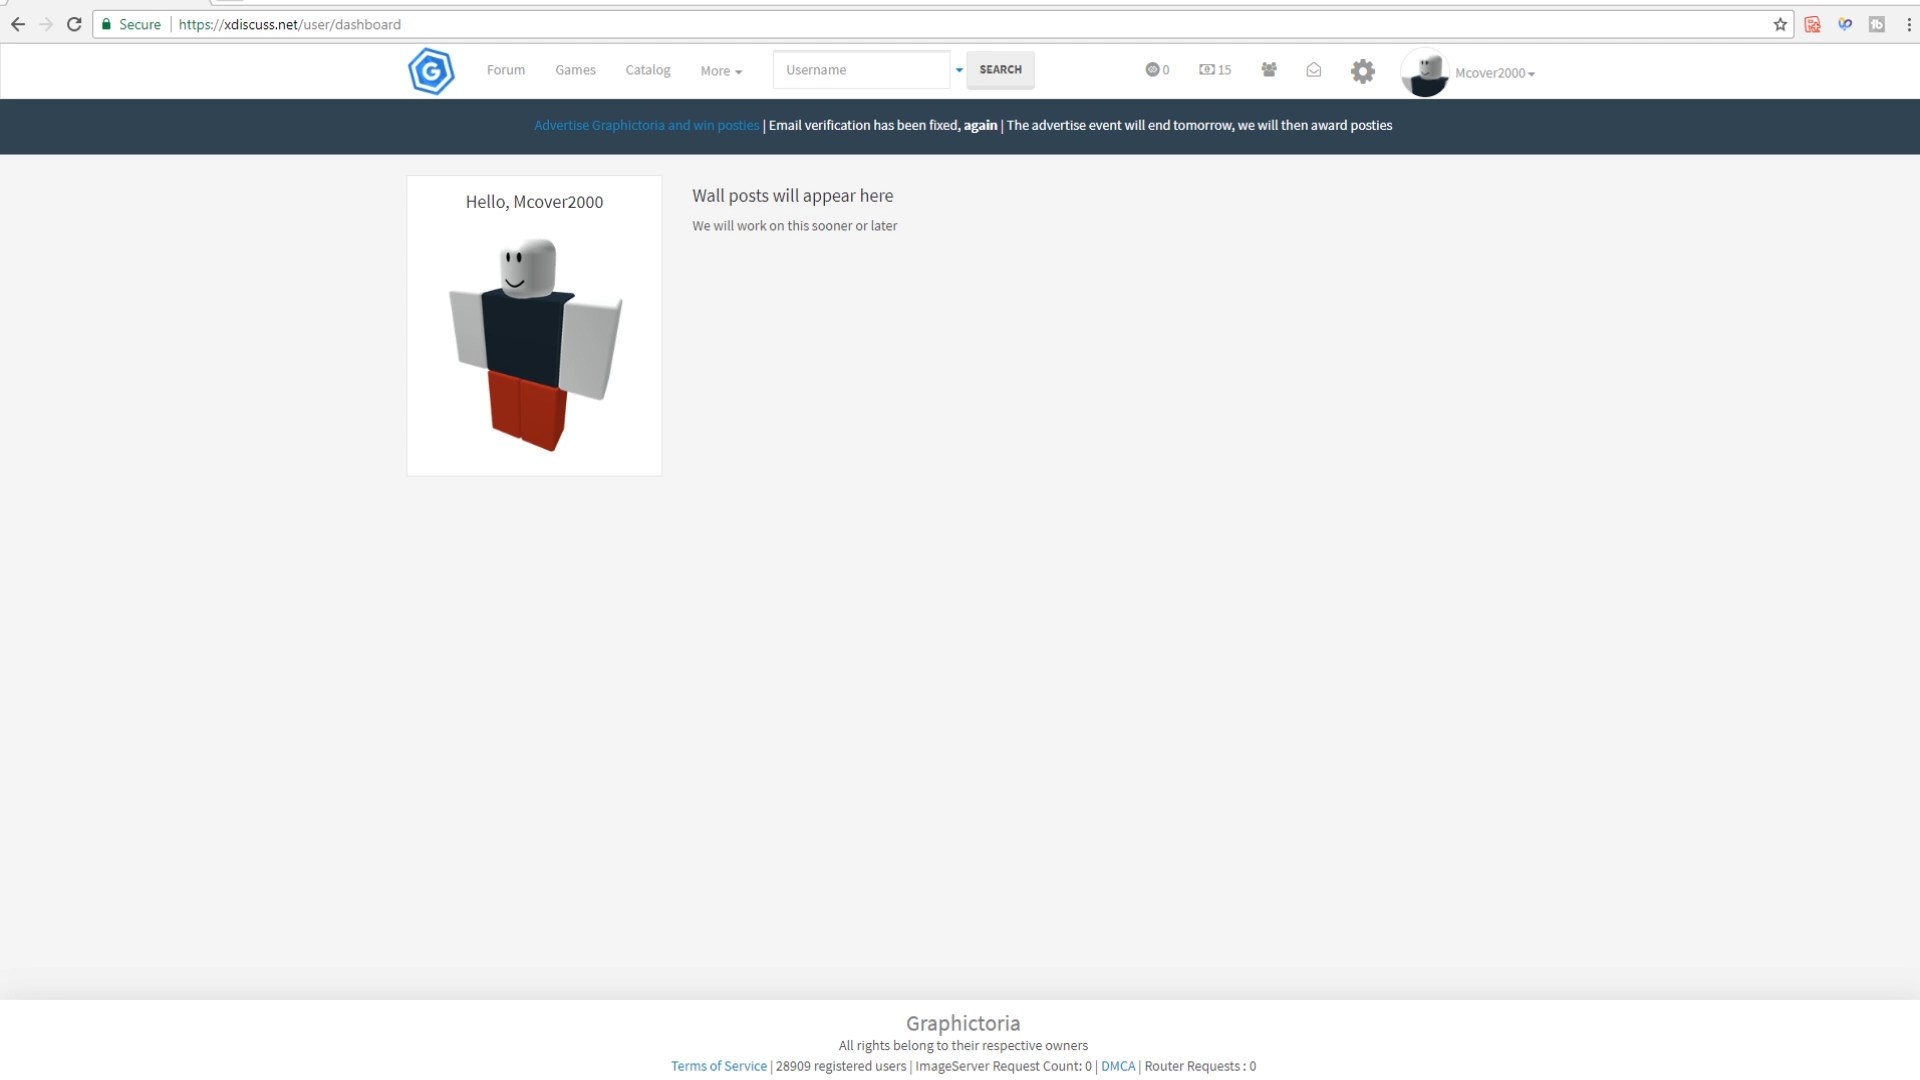 Secure | https://xdiscuss.net/user/dashboard
Forum Games Catalog More Username SEARCH 0 15 Mcover2000
Advertise Graphictoria and win posties | Email verification has been fixed, again | The advertise event will end tomorrow, we will then award posties
Hello, Mcover2000
Wall posts will appear here
We will work on this sooner or later
Graphictoria
All rights belong to their respective owners
Terms of Service | 28909 registered users | ImageServer Request Count: 0 | DMCA | Router Requests : 0